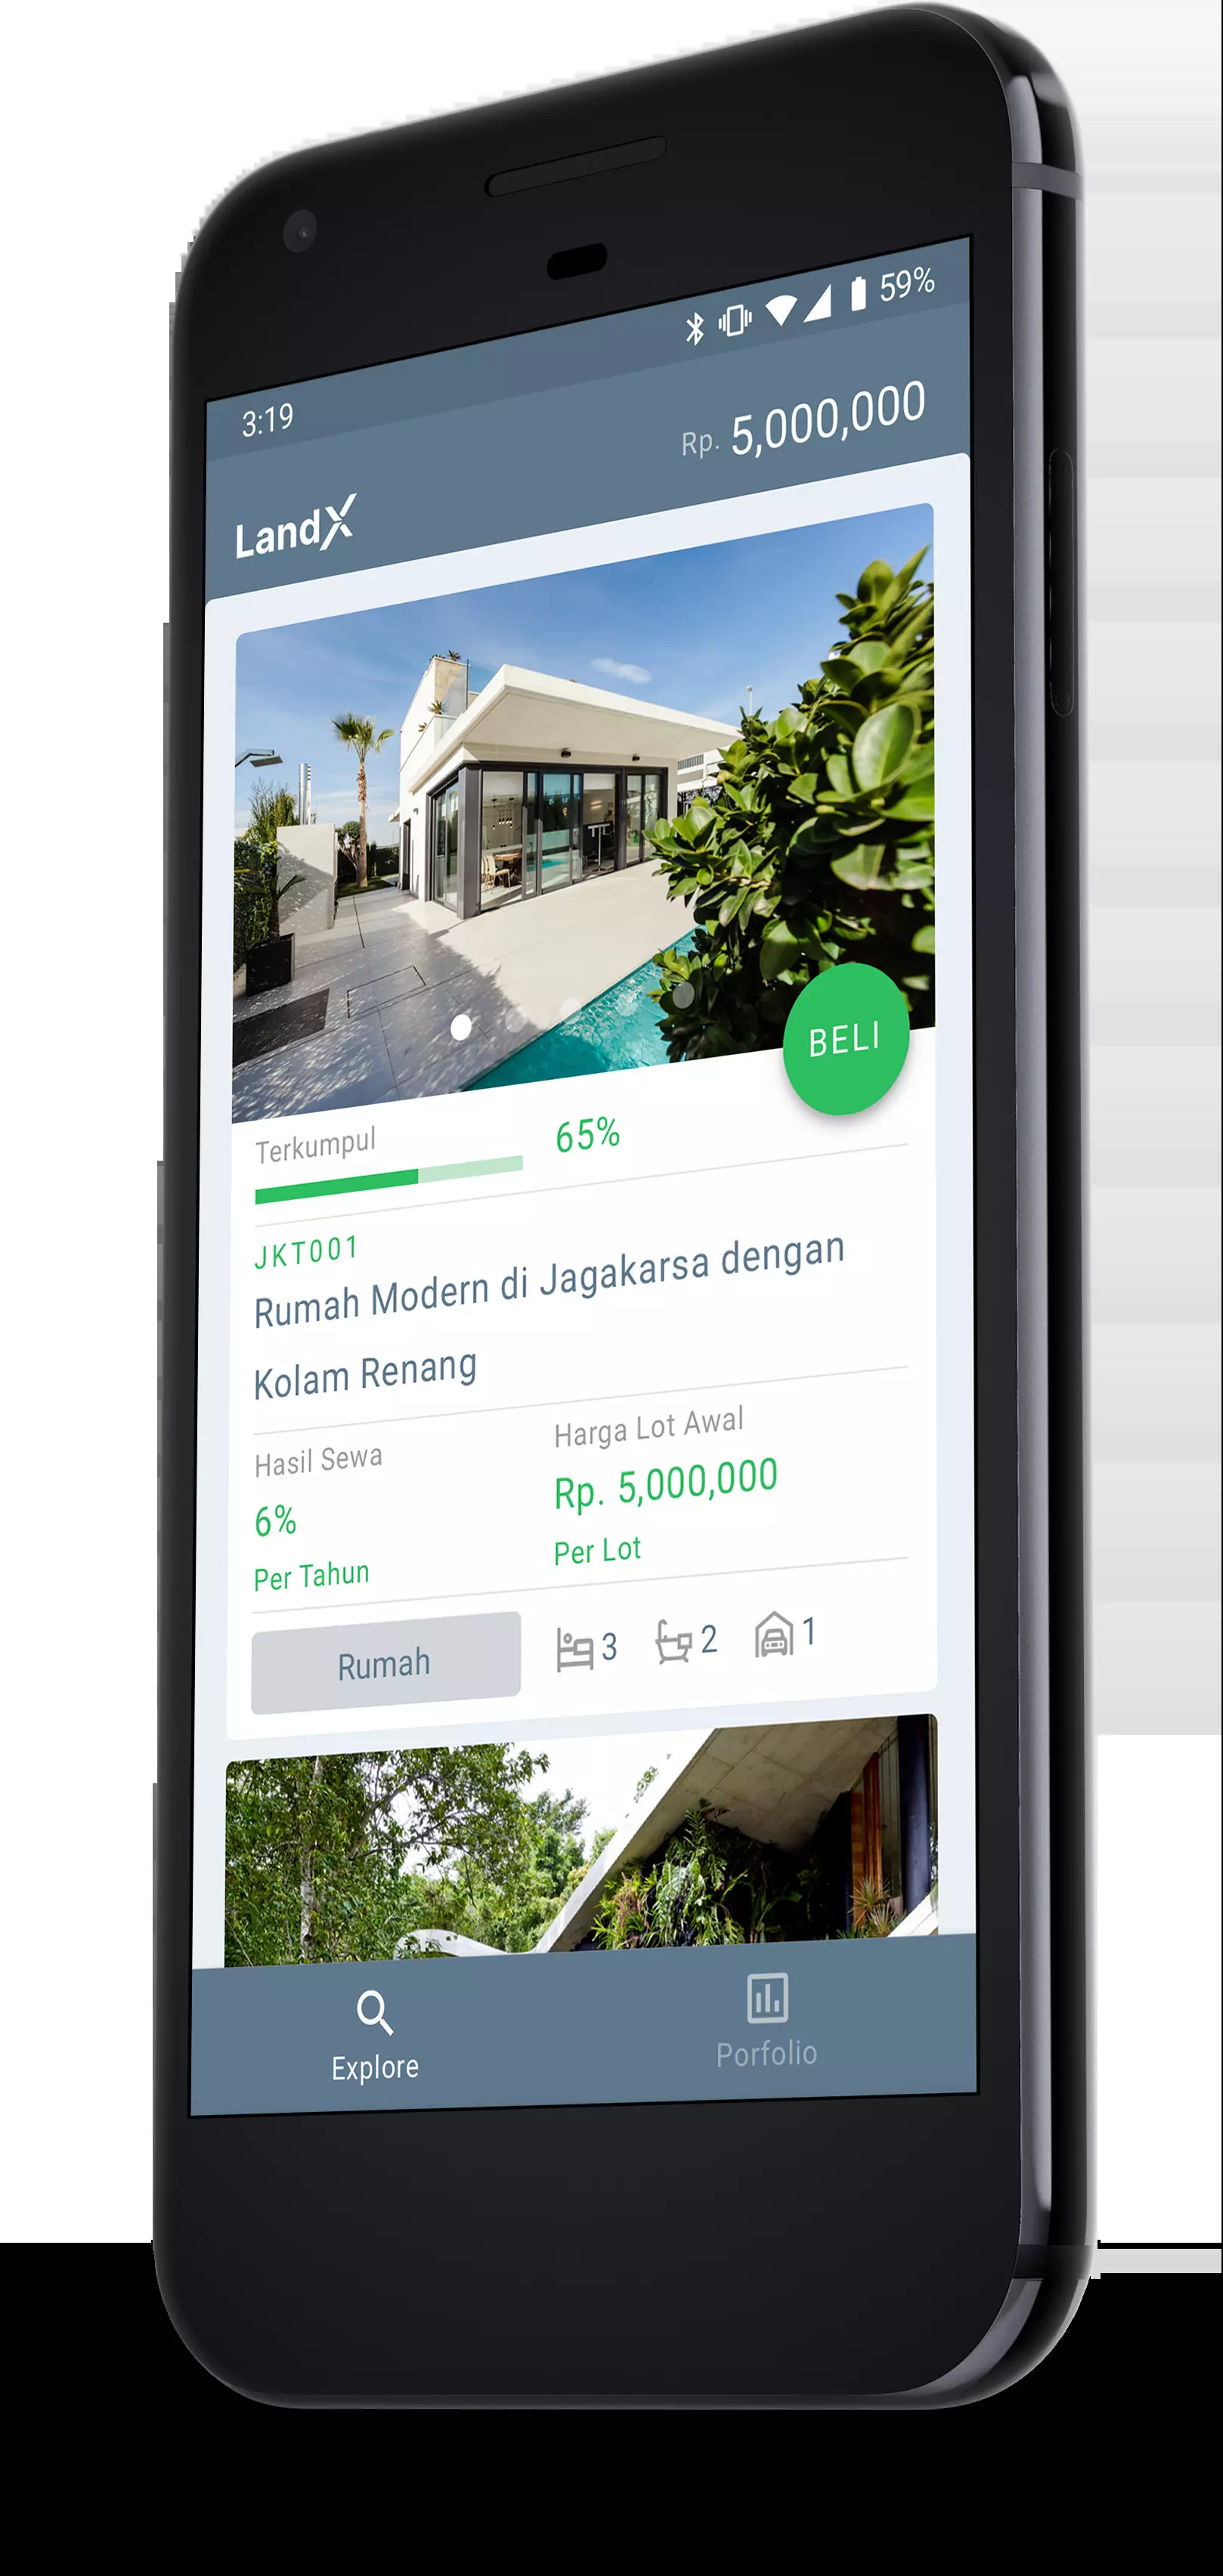 3:19
59%
Rp. 5,000,000
LandX
BELI
Terkumpul
65%
JKT001
Rumah Modern di Jagakarsa dengan
Kolam Renang
Hasil Sewa
6%
Per Tahun
Harga Lot Awal
Rp. 5,000,000
Per Lot
Rumah
3
2
1
Explore
Porfolio